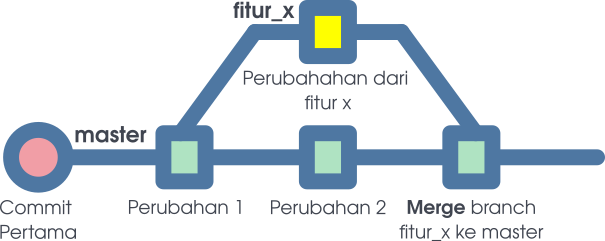 fitur_x
Perubahahan dari
fitur x
master
Commit
Pertama
Perubahan 1
Perubahan 2
Merge branch
fitur_x ke master